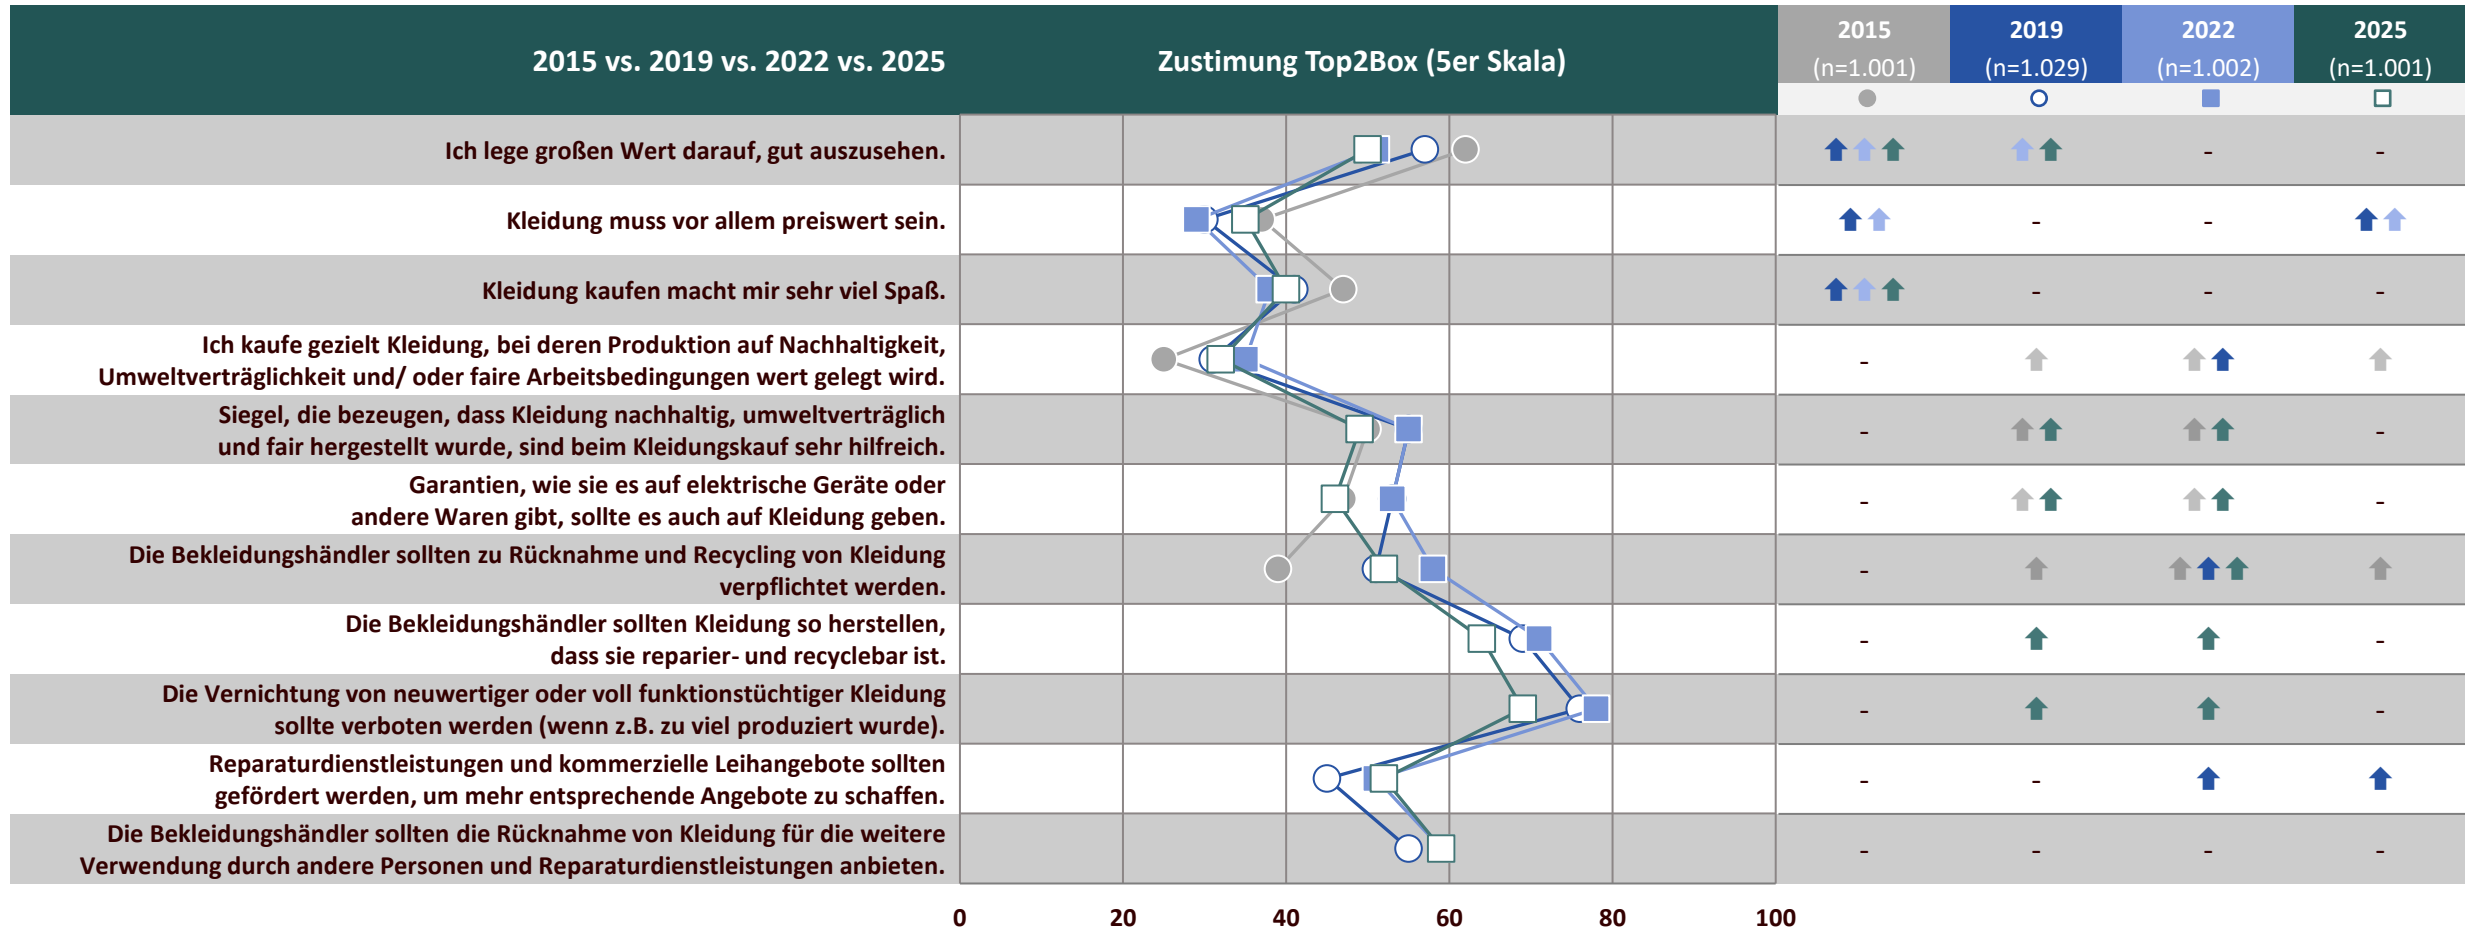 2015 vs. 2019 vs. 2022 vs. 2025
Zustimmung Top2Box (5er Skala)
2015
(n=1.001)
2019
(n=1.029)
2022
(n=1.002)
2025
(n=1.001)
Ich lege großen Wert darauf, gut auszusehen.
- -
Kleidung muss vor allem preiswert sein.
- -
Kleidung kaufen macht mir sehr viel Spaß.
- - -
Ich kaufe gezielt Kleidung, bei deren Produktion auf Nachhaltigkeit,
Umweltverträglichkeit und/ oder faire Arbeitsbedingungen wert gelegt wird.
-
Siegel, die bezeugen, dass Kleidung nachhaltig, umweltverträglich
und fair hergestellt wurde, sind beim Kleidungskauf sehr hilfreich.
- -
Garantien, wie sie es auf elektrische Geräte oder
andere Waren gibt, sollte es auch auf Kleidung geben.
- -
Die Bekleidungshändler sollten zu Rücknahme und Recycling von Kleidung
verpflichtet werden.
-
Die Bekleidungshändler sollten Kleidung so herstellen,
dass sie reparier- und recyclebar ist.
- -
Die Vernichtung von neuwertiger oder voll funktionstüchtiger Kleidung
sollte verboten werden (wenn z.B. zu viel produziert wurde).
- -
Reparaturdienstleistungen und kommerzielle Leihangebote sollten
gefördert werden, um mehr entsprechende Angebote zu schaffen.
- -
Die Bekleidungshändler sollten die Rücknahme von Kleidung für die weitere
Verwendung durch andere Personen und Reparaturdienstleistungen anbieten.
- - - -
0 20 40 60 80 100